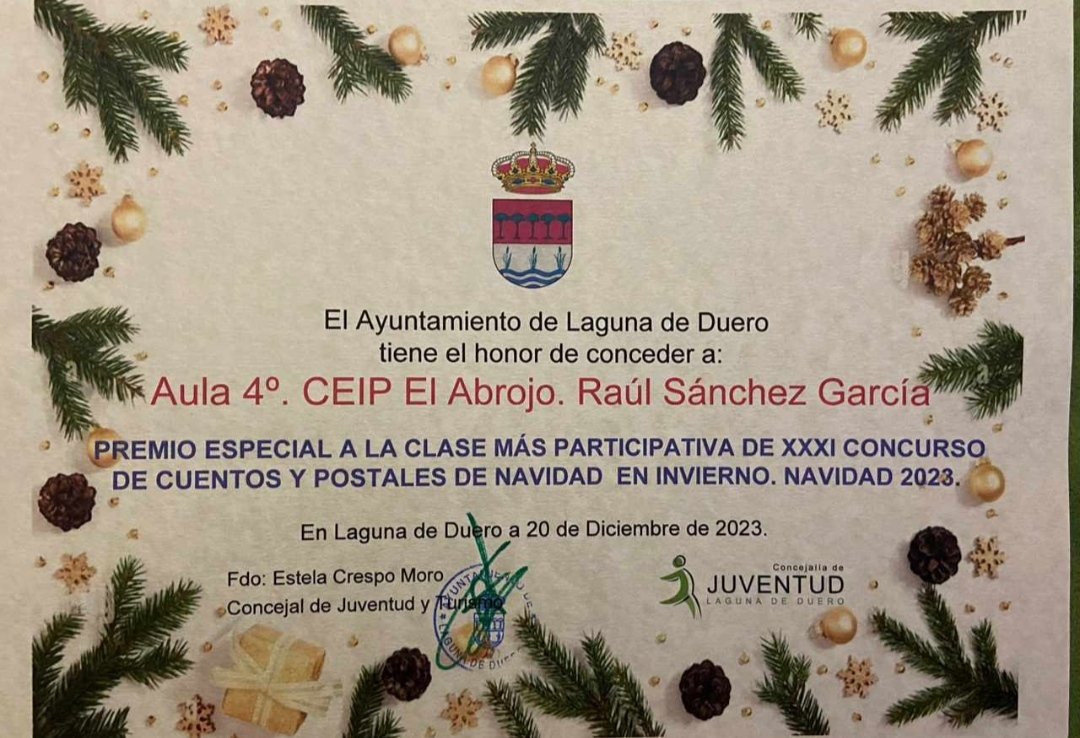 El Ayuntamiento de Laguna de Duero
tiene el honor de conceder a:
Aula 4º. CEIP El Abrojo. Raúl Sánchez García
PREMIO ESPECIAL A LA CLASE MÁS PARTICIPATIVA DE XXXI CONCURSO
DE CUENTOS Y POSTALES DE NAVIDAD EN INVIERNO. NAVIDAD 2023.
En Laguna de Duero a 20 de Diciembre de 2023.
Fdo: Estela Crespo Moro
Concejal de Juventud y Turismo
Concejalía de
JUVENTUD
LAGUNA DE DUERO